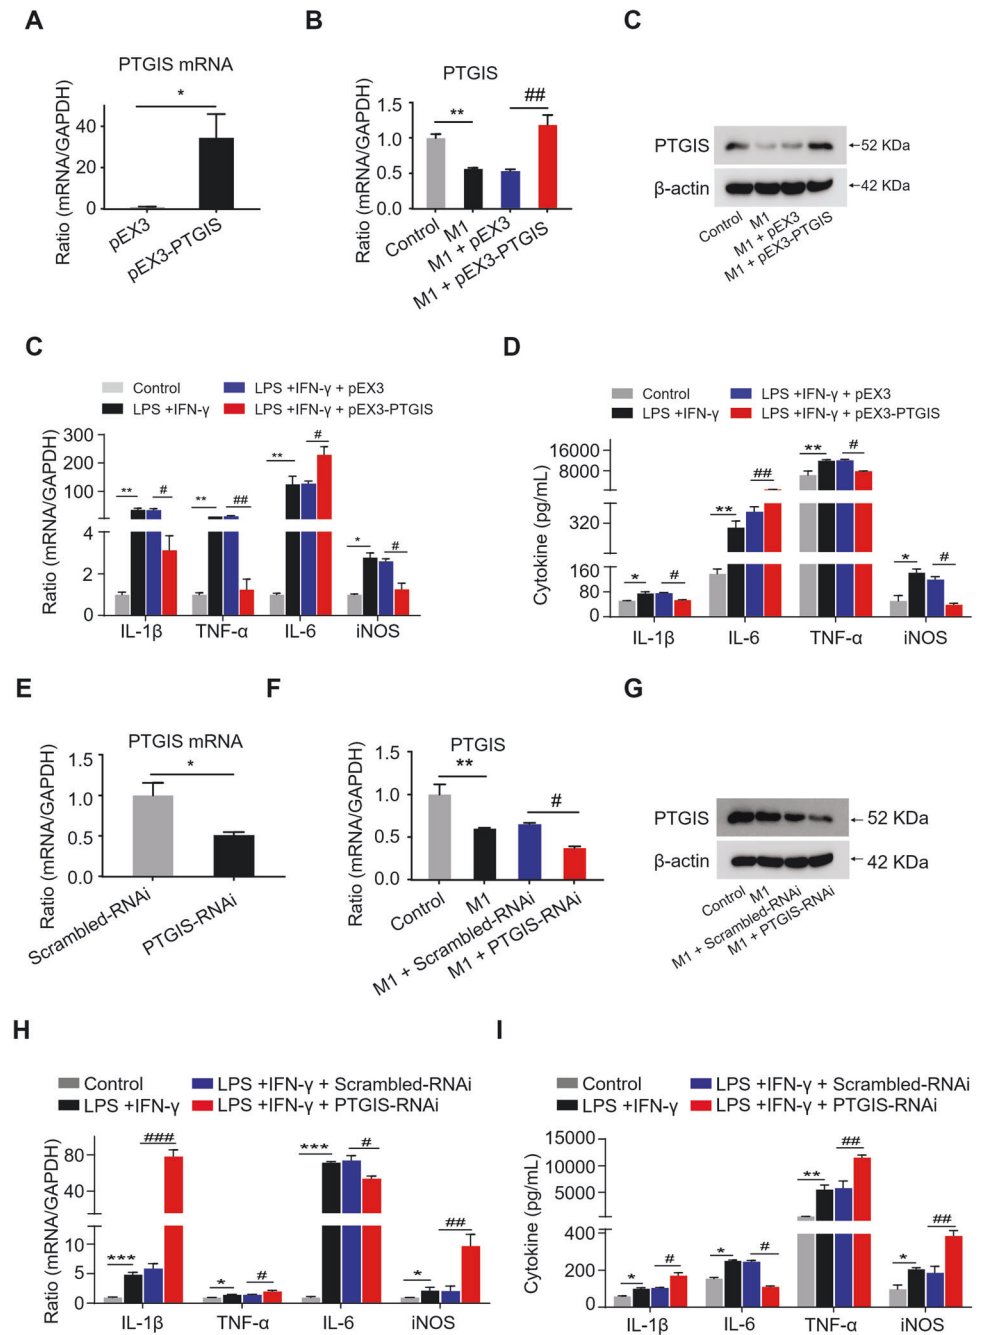 A
PTGIS mRNA
Ratio (mRNA/GAPDH)
40
20
0
*
pEX3
pEX3-PTGIS
B
PTGIS
Ratio (mRNA/GAPDH)
1.5
1.0
0.5
0.0
**
##
Control
M1
M1 + pEX3
M1 + pEX3-PTGIS
C
PTGIS
←52 KDa
β-actin
←42 KDa
Control
M1
M1 + pEX3
M1 + pEX3-PTGIS
C
Control
LPS +IFN-γ + pEX3
LPS +IFN-γ
LPS +IFN-γ + pEX3-PTGIS
Ratio (mRNA/GAPDH)
300
200
100
4
2
0
** #
** ##
** #
* #
IL-1β TNF-α IL-6 iNOS
D
Control
LPS +IFN-γ + pEX3
LPS +IFN-γ
LPS +IFN-γ + pEX3-PTGIS
Cytokine (pg/mL)
16000
8000
320
160
80
0
* #
** ##
** #
* #
IL-1β IL-6 TNF-α iNOS
E
PTGIS mRNA
Ratio (mRNA/GAPDH)
1.5
1.0
0.5
0.0
*
Scrambled-RNAi
PTGIS-RNAi
F
PTGIS
Ratio (mRNA/GAPDH)
1.5
1.0
0.5
0.0
**
#
Control
M1
M1 + Scrambled-RNAi
M1 + PTGIS-RNAi
G
PTGIS
← 52 KDa
β-actin
← 42 KDa
Control
M1
M1 + Scrambled-RNAi
M1 + PTGIS-RNAi
H
Control
LPS +IFN-γ + Scrambled-RNAi
LPS +IFN-γ
LPS +IFN-γ + PTGIS-RNAi
Ratio (mRNA/GAPDH)
80
40
10
5
0
*** ###
* #
*** #
* ##
IL-1β TNF-α IL-6 iNOS
I
Control
LPS +IFN-γ + Scrambled-RNAi
LPS +IFN-γ
LPS +IFN-γ + PTGIS-RNAi
Cytokine (pg/mL)
15000
10000
5000
400
200
0
* #
* #
** ##
* ##
IL-1β IL-6 TNF-α iNOS